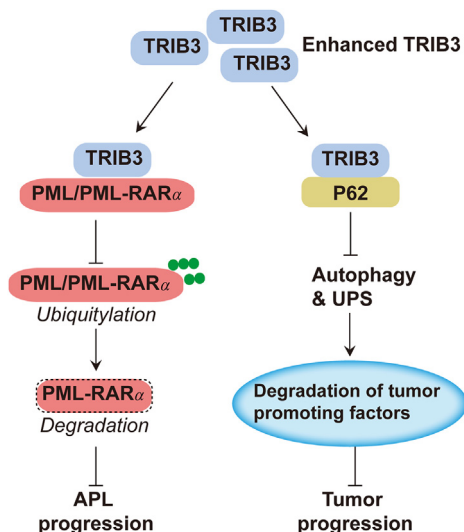 TRIB3
TRIB3
TRIB3
Enhanced TRIB3
TRIB3
PML/PML-RARα
PML/PML-RARα
Ubiquitylation
PML-RARα
Degradation
APL
progression
TRIB3
P62
Autophagy
& UPS
Degradation of tumor
promoting factors
Tumor
progression